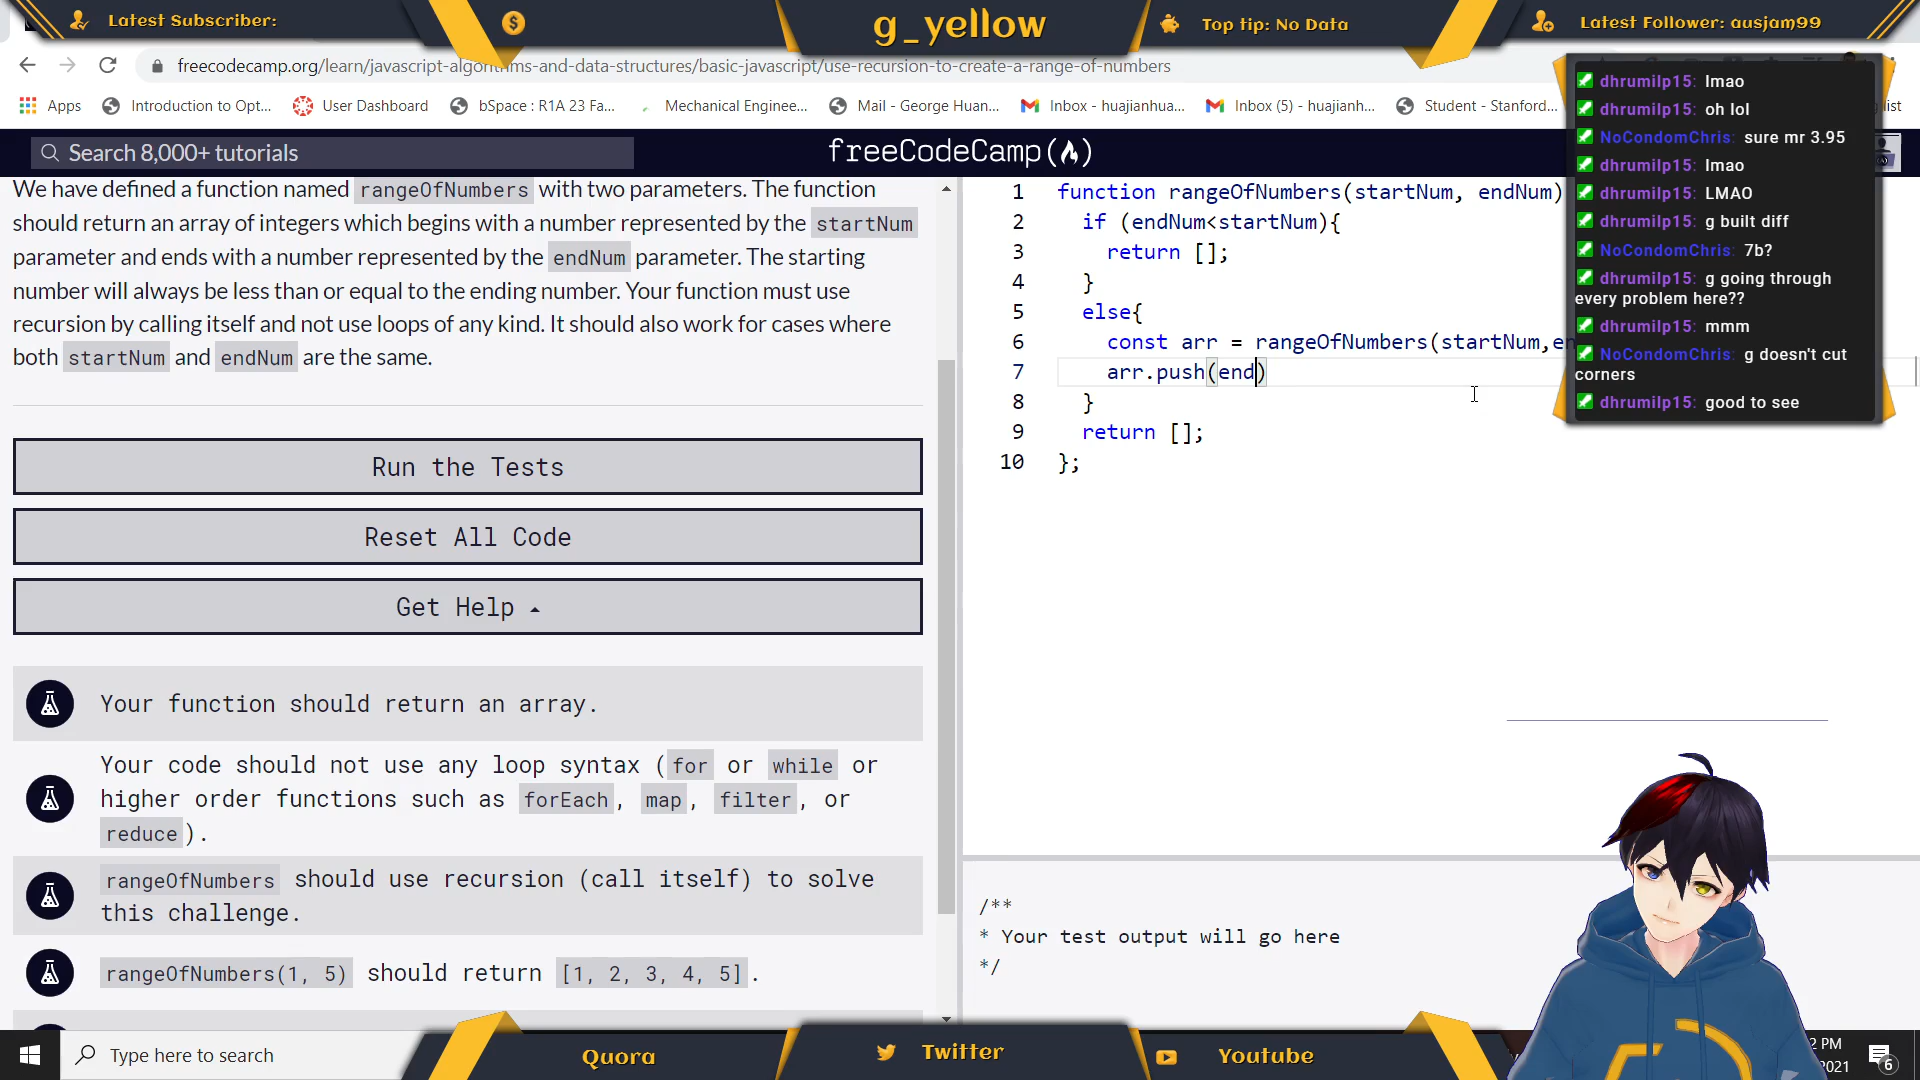 Latest Subscriber:
g_yellow
Top tip: No Data
Latest Follower: ausjam99
freecodecamp.org/learn/javascript-algorithms-and-data-structures/basic-javascript/use-recursion-to-create-a-range-of-numbers
Apps
Introduction to Opt...
User Dashboard
bSpace : R1A 23 Fa...
Mechanical Enginee...
Mail - George Huan...
Inbox - huajianhua...
Inbox (5) - huajianh...
Student - Stanford...
list
Search 8,000+ tutorials
freeCodeCamp
We have defined a function named rangeOfNumbers with two parameters. The function
should return an array of integers which begins with a number represented by the startNum
parameter and ends with a number represented by the endNum parameter. The starting
number will always be less than or equal to the ending number. Your function must use
recursion by calling itself and not use loops of any kind. It should also work for cases where
both startNum and endNum are the same.
Run the Tests
Reset All Code
Get Help
Your function should return an array.
Your code should not use any loop syntax (for or while or
higher order functions such as forEach, map, filter, or
reduce).
rangeOfNumbers should use recursion (call itself) to solve
this challenge.
rangeOfNumbers(1, 5) should return [1, 2, 3, 4, 5].
1 function rangeOfNumbers(startNum, endNum)
2 if (endNum<startNum){
3 return [];
4 }
5 else{
6 const arr = rangeOfNumbers(startNum,en
7 arr.push(end)
8 }
9 return [];
10 };
/**
* Your test output will go here
*/
dhrumilp15: lmao
dhrumilp15: oh lol
NoCondomChris: sure mr 3.95
dhrumilp15: lmao
dhrumilp15: LMAO
dhrumilp15: g built diff
NoCondomChris: 7b?
dhrumilp15: g going through
every problem here??
dhrumilp15: mmm
NoCondomChris: g doesn't cut
corners
dhrumilp15: good to see
Type here to search
Quora
Twitter
Youtube
2 PM
2021
6